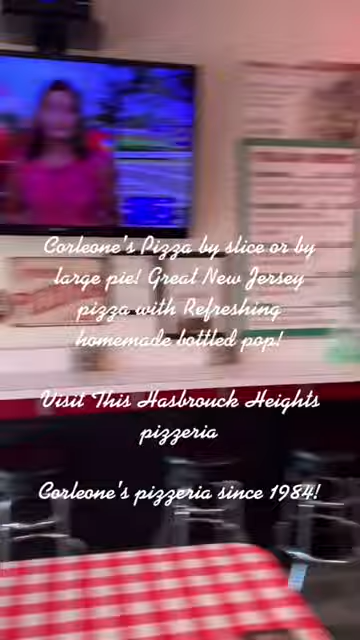 Corleone's Pizza by slice or by
large pie! Great New Jersey
pizza with Refreshing
homemade bottled pop!
Visit This Hasbrouck Heights
pizzeria
Corleone's pizzeria since 1984!